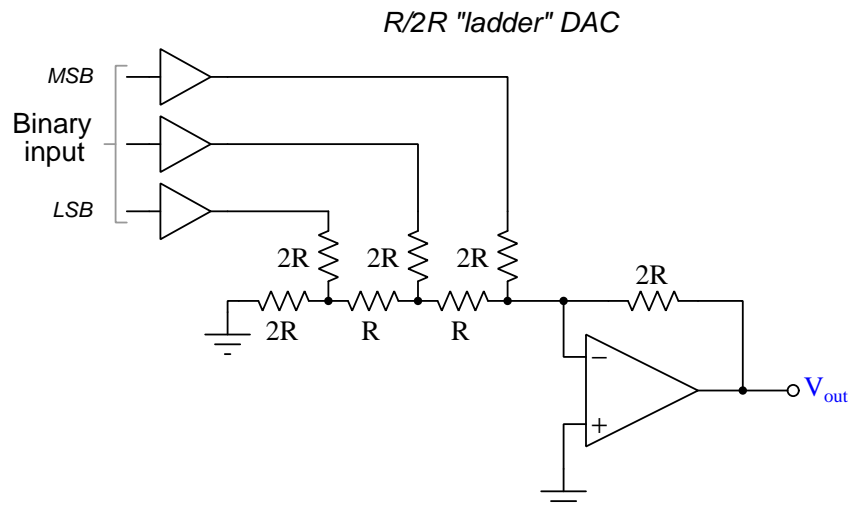 R/2R "ladder" DAC
MSB
Binary
input
LSB
2R 2R 2R 2R
2R R R
−
+
Vout